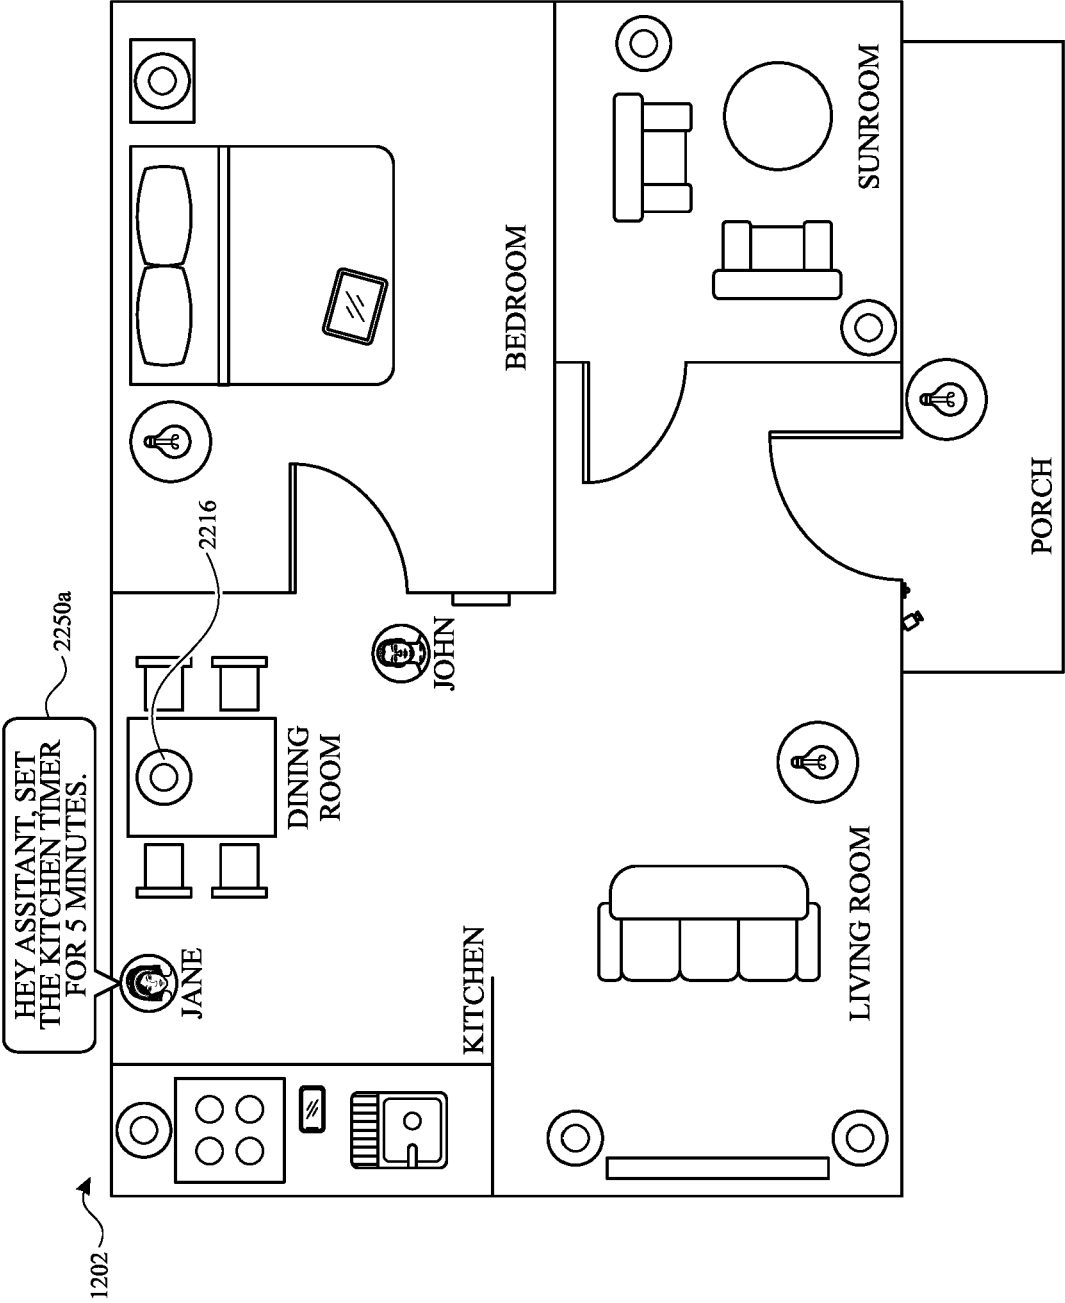 1202
HEY ASSITANT, SET
THE KITCHEN TIMER
FOR 5 MINUTES.
2250a
JANE
2216
KITCHEN
DINING
ROOM
JOHN
BEDROOM
LIVING ROOM
SUNROOM
PORCH